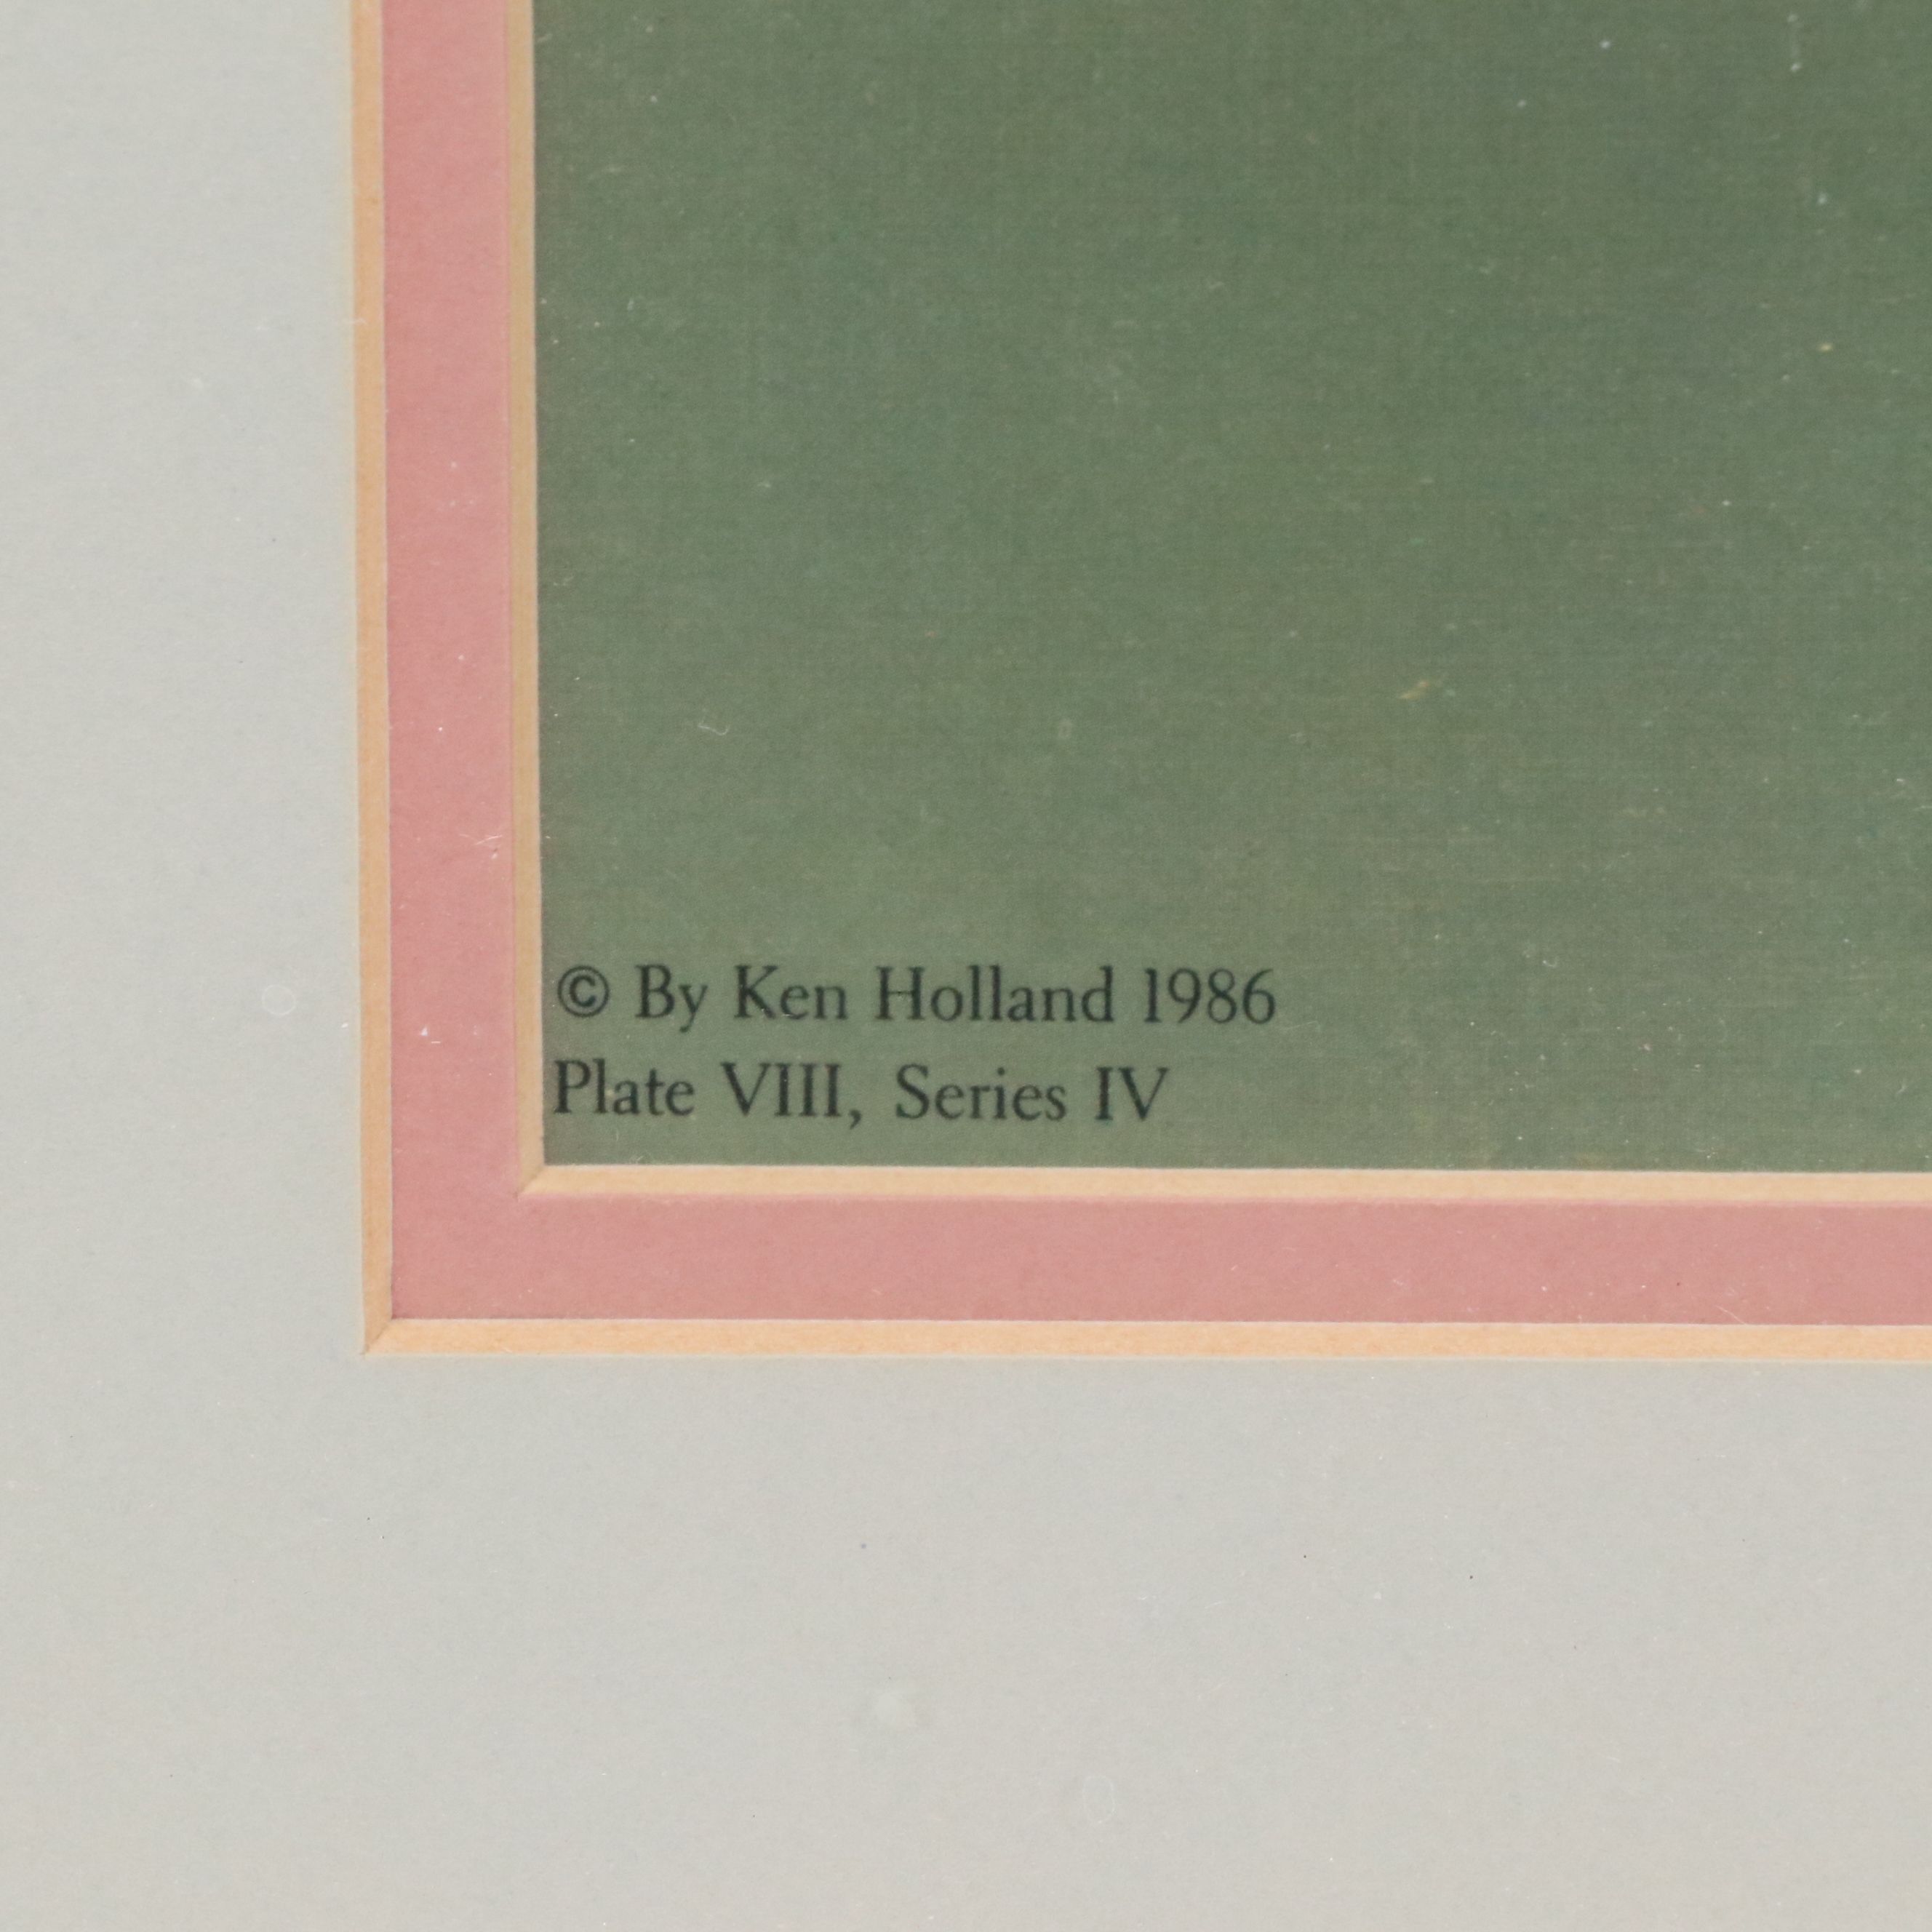 © By Ken Holland 1986
Plate VIII, Series IV